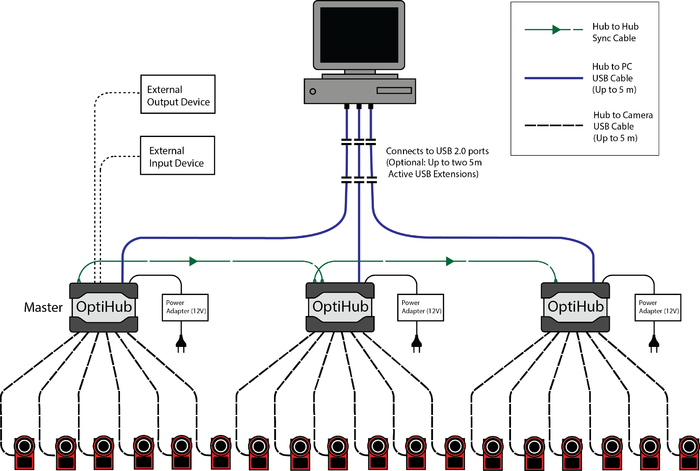 Hub to Hub
Sync Cable
Hub to PC
USB Cable
(Up to 5 m)
Hub to Camera
USB Cable
(Up to 5 m)
External
Output Device
External
Input Device
Connects to USB 2.0 ports
(Optional: Up to two 5m
Active USB Extensions)
Master
OptiHub
Power
Adapter (12V)
OptiHub
Power
Adapter (12V)
OptiHub
Power
Adapter (12V)